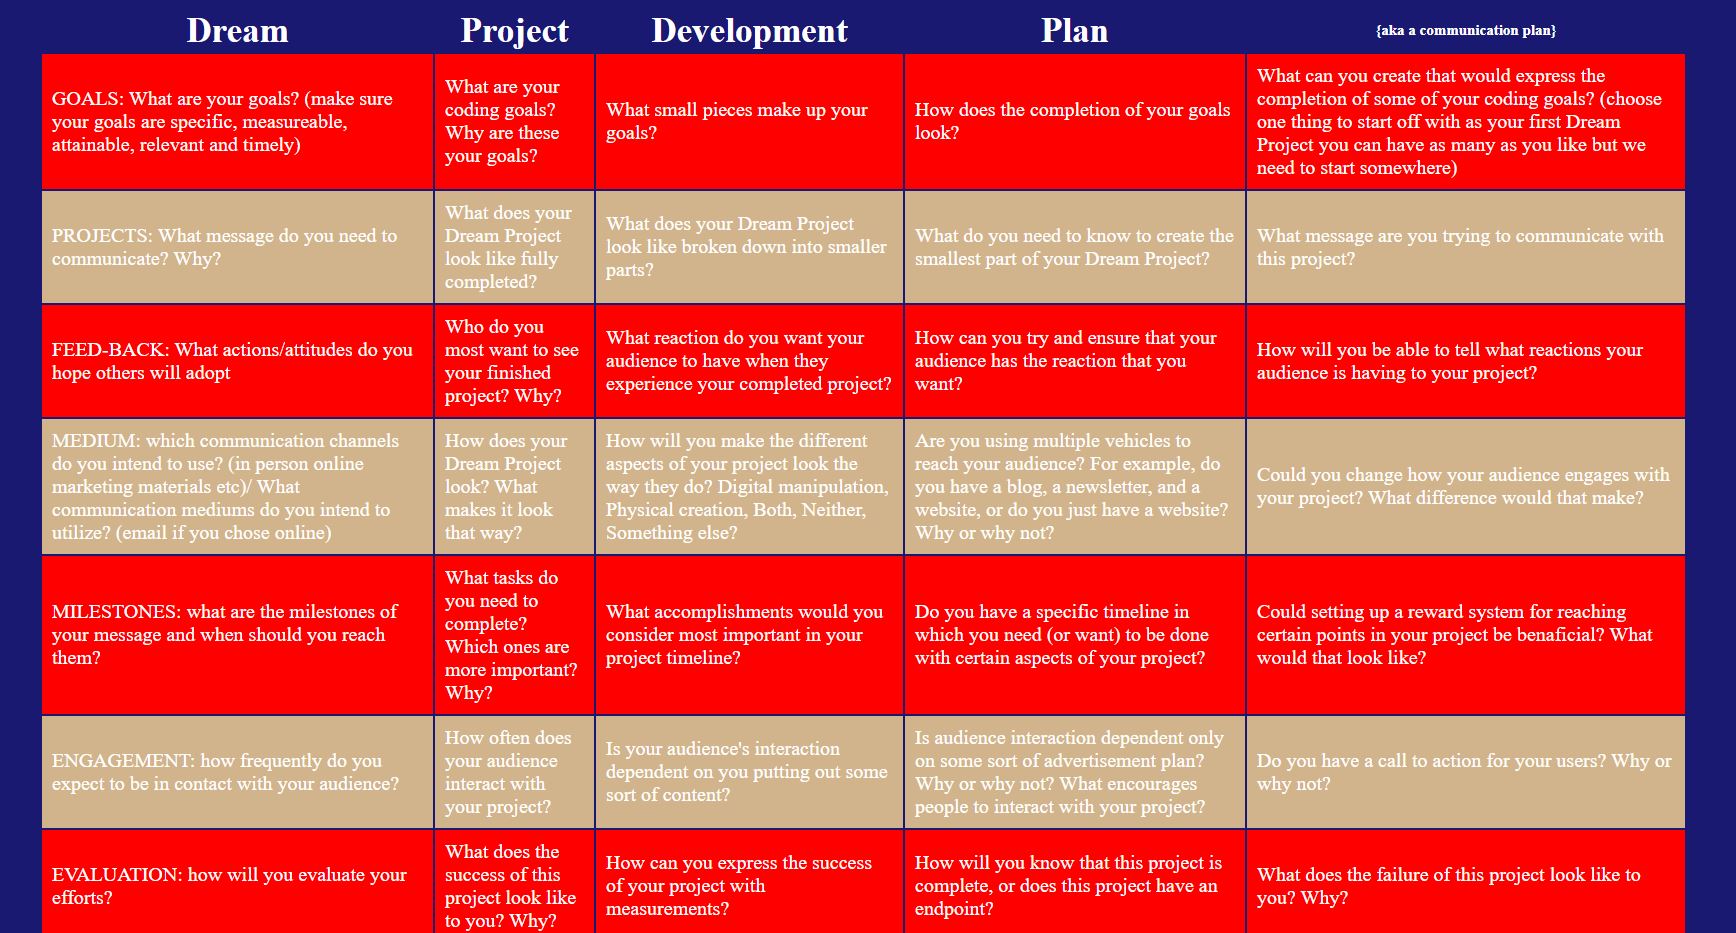 Dream Project Development Plan {aka a communication plan}
GOALS: What are your goals? (make sure
your goals are specific, measureable,
attainable, relevant and timely)
What are your
coding goals?
Why are these
your goals?
What small pieces make up your
goals?
How does the completion of your goals
look?
What can you create that would express the
completion of some of your coding goals? (choose
one thing to start off with as your first Dream
Project you can have as many as you like but we
need to start somewhere)
PROJECTS: What message do you need to
communicate? Why?
What does your
Dream Project
look like fully
completed?
What does your Dream Project
look like broken down into smaller
parts?
What do you need to know to create the
smallest part of your Dream Project?
What message are you trying to communicate with
this project?
FEED-BACK: What actions/attitudes do you
hope others will adopt
Who do you
most want to see
your finished
project? Why?
What reaction do you want your
audience to have when they
experience your completed project?
How can you try and ensure that your
audience has the reaction that you
want?
How will you be able to tell what reactions your
audience is having to your project?
MEDIUM: which communication channels
do you intend to use? (in person online
marketing materials etc)/ What
communication mediums do you intend to
utilize? (email if you chose online)
How does your
Dream Project
look? What
makes it look
that way?
How will you make the different
aspects of your project look the
way they do? Digital manipulation,
Physical creation, Both, Neither,
Something else?
Are you using multiple vehicles to
reach your audience? For example, do
you have a blog, a newsletter, and a
website, or do you just have a website?
Why or why not?
Could you change how your audience engages with
your project? What difference would that make?
MILESTONES: what are the milestones of
your message and when should you reach
them?
What tasks do
you need to
complete?
Which ones are
more important?
Why?
What accomplishments would you
consider most important in your
project timeline?
Do you have a specific timeline in
which you need (or want) to be done
with certain aspects of your project?
Could setting up a reward system for reaching
certain points in your project be benaficial? What
would that look like?
ENGAGEMENT: how frequently do you
expect to be in contact with your audience?
How often does
your audience
interact with
your project?
Is your audience's interaction
dependent on you putting out some
sort of content?
Is audience interaction dependent only
on some sort of advertisement plan?
Why or why not? What encourages
people to interact with your project?
Do you have a call to action for your users? Why or
why not?
EVALUATION: how will you evaluate your
efforts?
What does the
success of this
project look like
to you? Why?
How can you express the success
of your project with
measurements?
How will you know that this project is
complete, or does this project have an
endpoint?
What does the failure of this project look like to
you? Why?